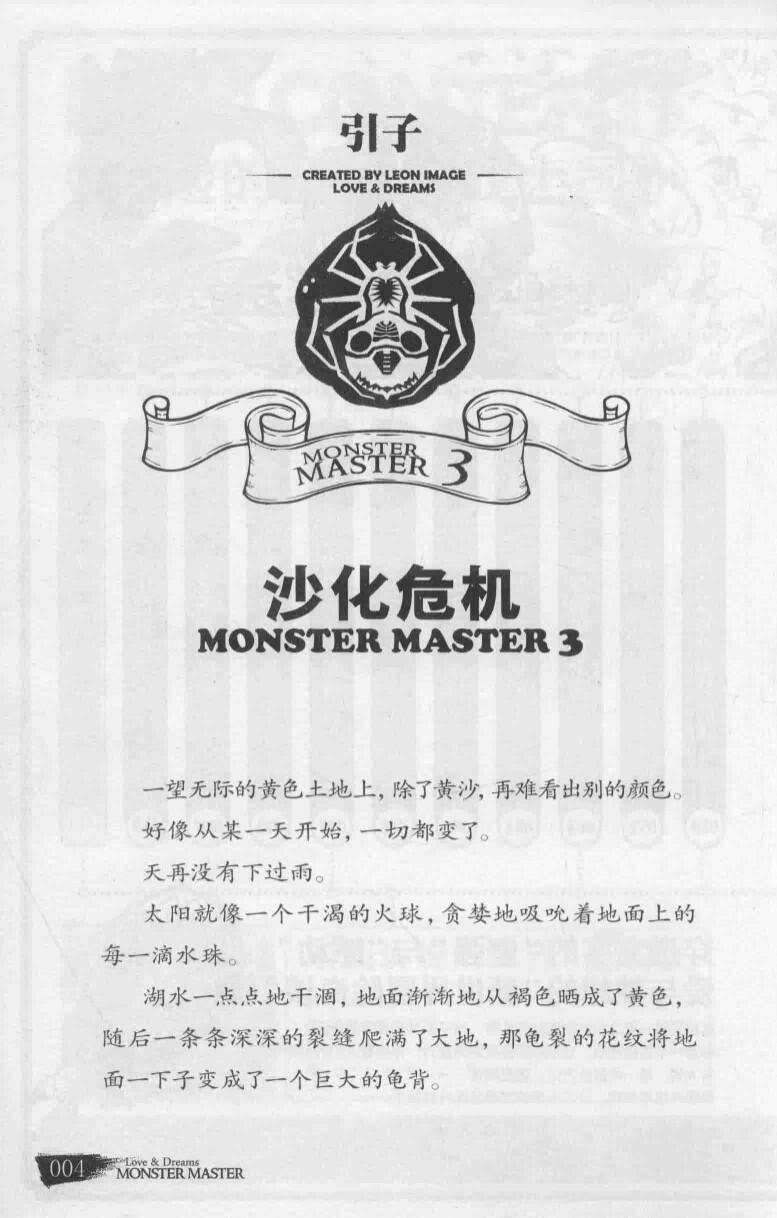 引子
CREATED BY LEON IMAGE
LOVE & DREAMS
MONSTER
MASTER 3
沙化危机
MONSTER MASTER 3
一望无际的黄色土地上，除了黄沙，再难看出别的颜色。
好像从某一天开始，一切都变了。
天再没有下过雨。
太阳就像一个干渴的火球，贪婪地吸吮着地面上的
每一滴水珠。
湖水一点点地干涸，地面渐渐地从褐色晒成了黄色，
随后一条条深深的裂缝爬满了大地，那龟裂的花纹将地
面一下子变成了一个巨大的龟背。
004
Love & Dreams
MONSTER MASTER